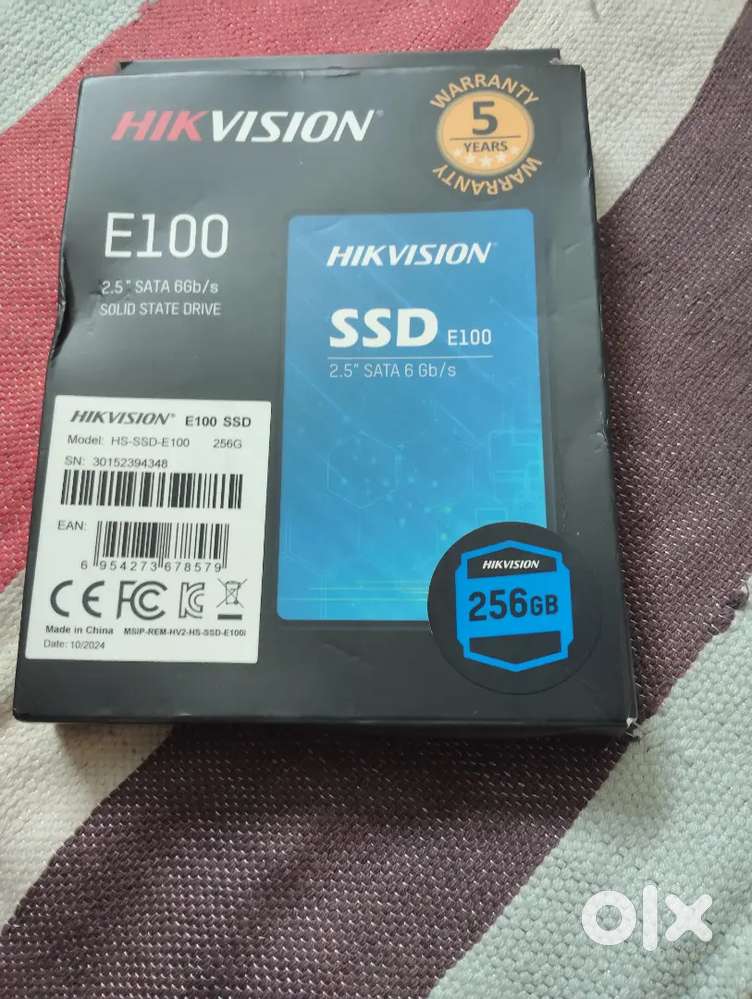 HIKVISION®
WARRANTY
5
YEARS
WARRANTY
E100
2.5" SATA 6Gb/s
SOLID STATE DRIVE
HIKVISION®
SSD E100
2.5" SATA 6 Gb/s
HIKVISION® E100 SSD
Model: HS-SSD-E100 256G
SN: 30152394348
EAN:
6 954273 678579
CE FC KC
Made in China MSIP-REM-HV2-HS-SSD-E100i
Date: 10/2024
HIKVISION
256GB
olx